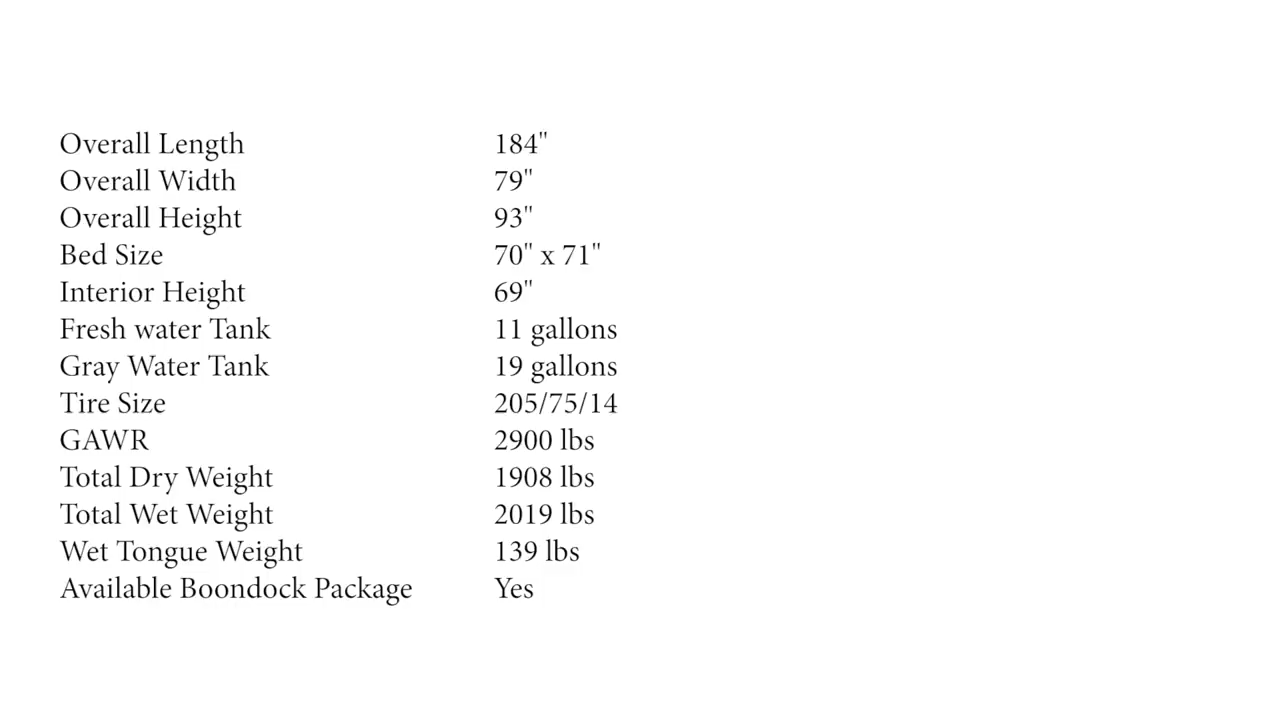 Overall Length 184"
Overall Width 79"
Overall Height 93"
Bed Size 70" x 71"
Interior Height 69"
Fresh water Tank 11 gallons
Gray Water Tank 19 gallons
Tire Size 205/75/14
GAWR 2900 lbs
Total Dry Weight 1908 lbs
Total Wet Weight 2019 lbs
Wet Tongue Weight 139 lbs
Available Boondock Package Yes